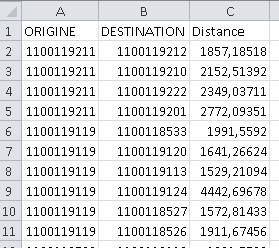 A B C
1 ORIGINE DESTINATION Distance
2 1100119211 1100119212 1857,18518
3 1100119211 1100119210 2152,51392
4 1100119211 1100119222 2349,03711
5 1100119211 1100119201 2772,09351
6 1100119119 1100118533 1991,5592
7 1100119119 1100119120 1641,26624
8 1100119119 1100119113 1529,21094
9 1100119119 1100119124 4442,69678
10 1100119119 1100118527 1572,81433
11 1100119119 1100118526 1911,67456